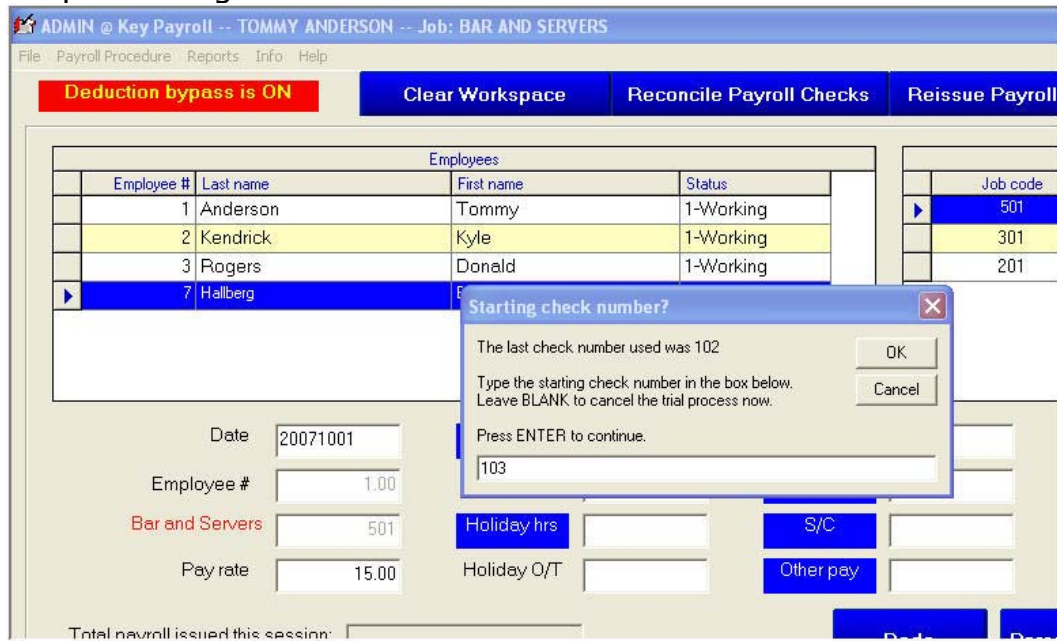 ADMIN @ Key Payroll -- TOMMY ANDERSON -- Job: BAR AND SERVERS
File Payroll Procedure Reports Info Help
Deduction bypass is ON Clear Workspace Reconcile Payroll Checks Reissue Payroll
Employees
Employee # Last name First name Status Job code
1 Anderson Tommy 1-Working 501
2 Kendrick Kyle 1-Working 301
3 Rogers Donald 1-Working 201
7 Hallberg
Starting check number?
The last check number used was 102 OK
Type the starting check number in the box below.
Leave BLANK to cancel the trial process now. Cancel
Press ENTER to continue.
103
Date 20071001
Employee # 1.00
Bar and Servers 501 Holiday hrs S/C
Pay rate 15.00 Holiday O/T Other pay
Total payroll issued this session: